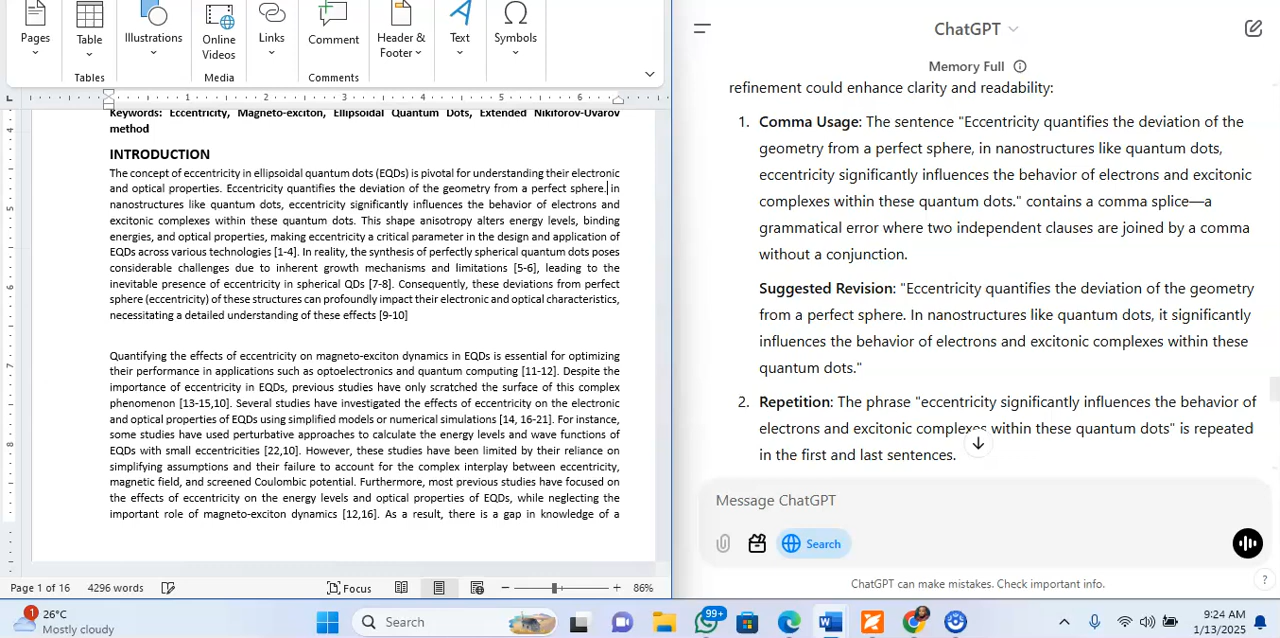 Pages
Table
Illustrations
Online
Videos
Links
Comment
Header &
Footer
Text
Symbols
Tables
Media
Comments
1 2 3 4 5 6
Keywords: Eccentricity, Magneto-exciton, Ellipsoidal Quantum Dots, Extended Nikiforov-Uvarov
method
INTRODUCTION
The concept of eccentricity in ellipsoidal quantum dots (EQDs) is pivotal for understanding their electronic
and optical properties. Eccentricity quantifies the deviation of the geometry from a perfect sphere. in
nanostructures like quantum dots, eccentricity significantly influences the behavior of electrons and
excitonic complexes within these quantum dots. This shape anisotropy alters energy levels, binding
energies, and optical properties, making eccentricity a critical parameter in the design and application of
EQDs across various technologies [1-4]. In reality, the synthesis of perfectly spherical quantum dots poses
considerable challenges due to inherent growth mechanisms and limitations [5-6], leading to the
inevitable presence of eccentricity in spherical QDs [7-8]. Consequently, these deviations from perfect
sphere (eccentricity) of these structures can profoundly impact their electronic and optical characteristics,
necessitating a detailed understanding of these effects [9-10]
Quantifying the effects of eccentricity on magneto-exciton dynamics in EQDs is essential for optimizing
their performance in applications such as optoelectronics and quantum computing [11-12]. Despite the
importance of eccentricity in EQDs, previous studies have only scratched the surface of this complex
phenomenon [13-15,10]. Several studies have investigated the effects of eccentricity on the electronic
and optical properties of EQDs using simplified models or numerical simulations [14, 16-21]. For instance,
some studies have used perturbative approaches to calculate the energy levels and wave functions of
EQDs with small eccentricities [22,10]. However, these studies have been limited by their reliance on
simplifying assumptions and their failure to account for the complex interplay between eccentricity,
magnetic field, and screened Coulombic potential. Furthermore, most previous studies have focused on
the effects of eccentricity on the energy levels and optical properties of EQDs, while neglecting the
important role of magneto-exciton dynamics [12,16]. As a result, there is a gap in knowledge of a
4
5
6
7
8
Page 1 of 16 4296 words
Focus
86%
ChatGPT
Memory Full
refinement could enhance clarity and readability:
1. Comma Usage: The sentence "Eccentricity quantifies the deviation of the
geometry from a perfect sphere, in nanostructures like quantum dots,
eccentricity significantly influences the behavior of electrons and excitonic
complexes within these quantum dots." contains a comma splice—a
grammatical error where two independent clauses are joined by a comma
without a conjunction.
Suggested Revision: "Eccentricity quantifies the deviation of the geometry
from a perfect sphere. In nanostructures like quantum dots, it significantly
influences the behavior of electrons and excitonic complexes within these
quantum dots."
2. Repetition: The phrase "eccentricity significantly influences the behavior of
electrons and excitonic complexes within these quantum dots" is repeated
in the first and last sentences.
Message ChatGPT
Search
ChatGPT can make mistakes. Check important info.
?
1
26°C
Mostly cloudy
Search
99+
9:24 AM
1/13/2025